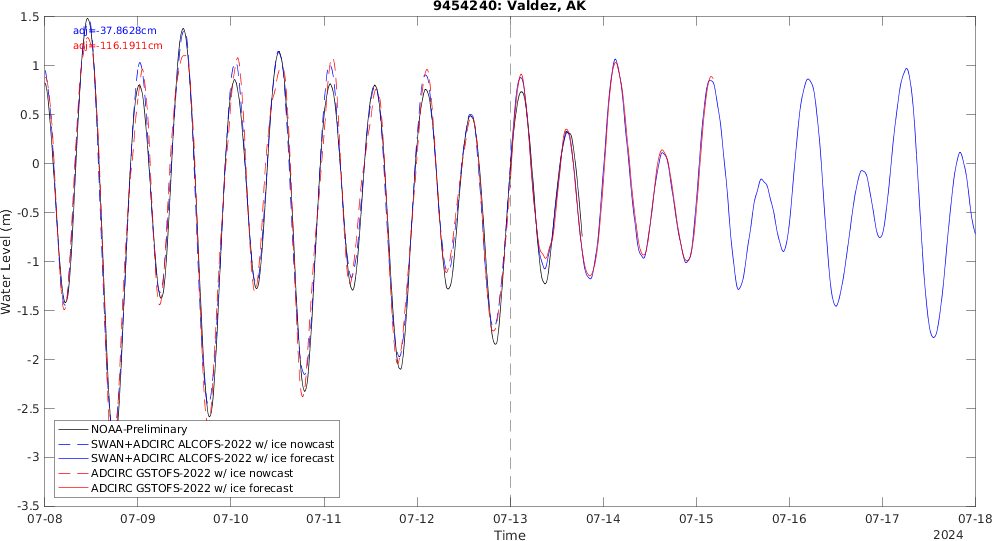 9454240: Valdez, AK
adj=-37.8628cm
adj=-116.1911cm
1.5
1
0.5
0
-0.5
-1
-1.5
-2
-2.5
-3
-3.5
Water Level (m)
NOAA-Preliminary
SWAN+ADCIRC ALCOFS-2022 w/ ice nowcast
SWAN+ADCIRC ALCOFS-2022 w/ ice forecast
ADCIRC GSTOFS-2022 w/ ice nowcast
ADCIRC GSTOFS-2022 w/ ice forecast
07-08 07-09 07-10 07-11 07-12 07-13 07-14 07-15 07-16 07-17 07-18
Time
2024